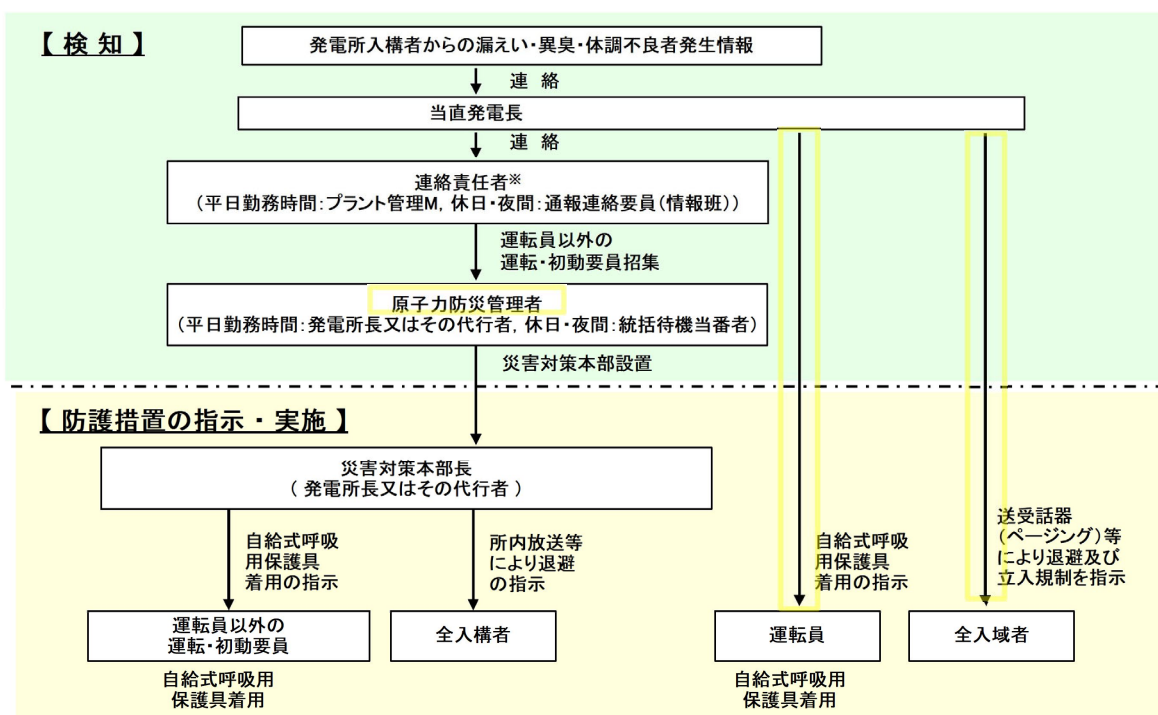 【 検 知 】
発電所入構者からの漏えい・異臭・体調不良者発生情報
連 絡
当直発電長
連 絡
連絡責任者※
(平日勤務時間:プラント管理M, 休日・夜間:通報連絡要員(情報班))
運転員以外の
運転・初動要員招集
原子力防災管理者
(平日勤務時間:発電所長又はその代行者, 休日・夜間:統括待機当番者)
災害対策本部設置
【 防護措置の指示 ・ 実施 】
災害対策本部長
( 発電所長又はその代行者 )
自給式呼吸
用保護具
着用の指示
所内放送等
により退避
の指示
自給式呼吸
用保護具
着用の指示
送受話器
(ページング)等
により退避及び
立入規制を指示
運転員以外の
運転・初動要員
全入構者
運転員
全入域者
自給式呼吸用
保護具着用
自給式呼吸用
保護具着用